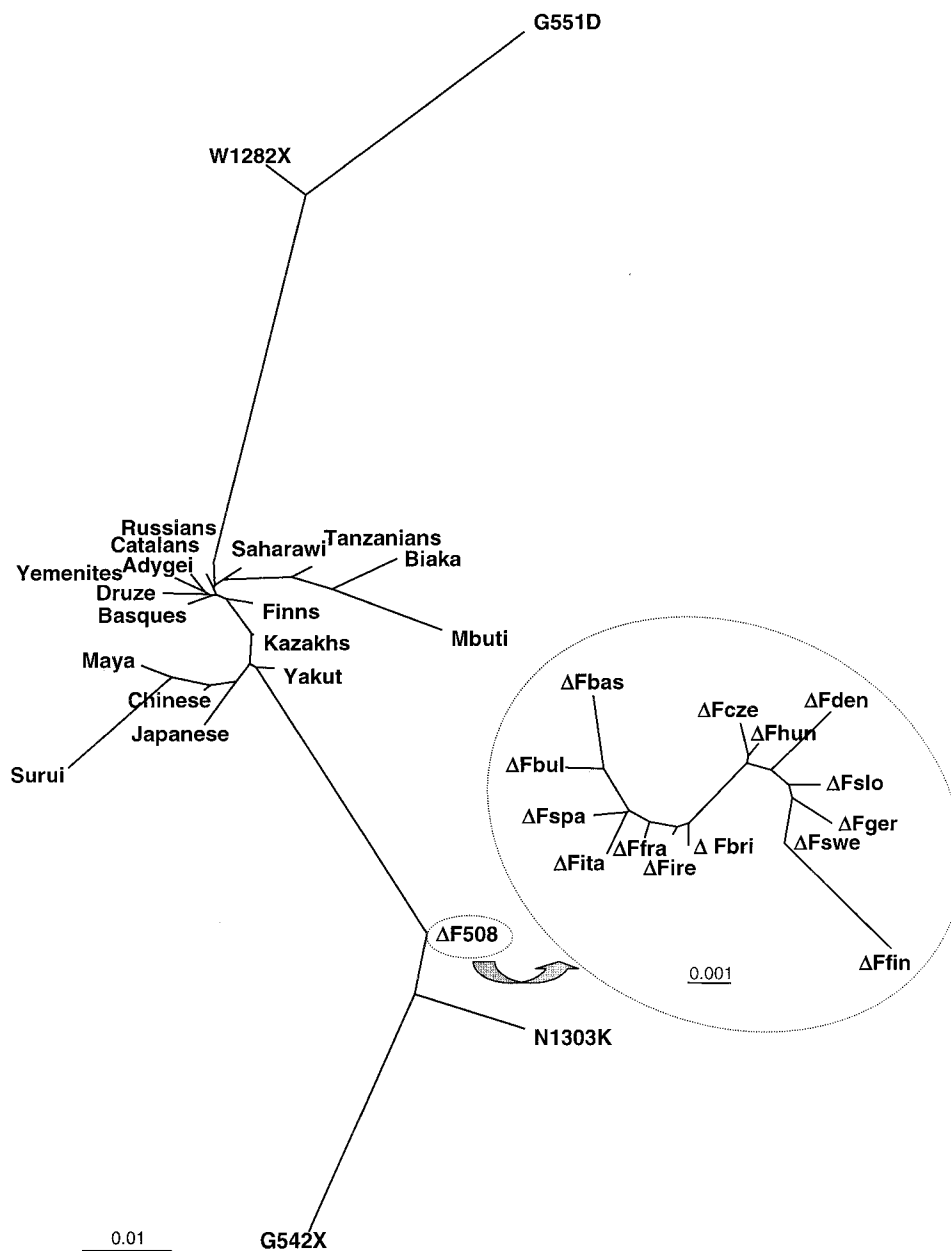 G551D
W1282X
Russians
Catalans
Adygei
Yemenites
Druze
Basques
Saharawi
Tanzanians
Biaka
Finns
Mbuti
Kazakhs
Maya
Yakut
Chinese
Japanese
Surui
ΔFbas
ΔFcze
ΔFden
ΔFhun
ΔFbul
ΔFslo
ΔFspa
ΔFger
ΔFfra
Δ Fbri
ΔFswe
ΔFita
ΔFire
ΔF508
ΔFfin
0.001
N1303K
G542X
0.01